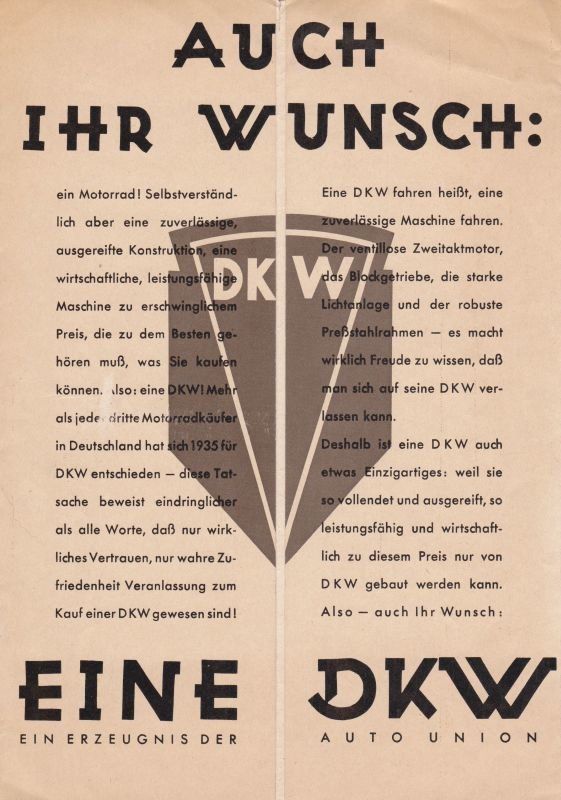 AUCH
IHR WUNSCH:
ein Motorrad! Selbstverständ-
lich aber eine zuverlässige,
ausgereifte Konstruktion, eine
wirtschaftliche, leistungsfähige
Maschine zu erschwinglichem
Preis, die zu dem Besten ge-
hören muß, was Sie kaufen
können. Also: eine DKW! Mehr
als jeder dritte Motorradkäufer
in Deutschland hat sich 1935 für
DKW entschieden — diese Tat-
sache beweist eindringlicher
als alle Worte, daß nur wirk-
liches Vertrauen, nur wahre Zu-
friedenheit Veranlassung zum
Kauf einer DKW gewesen sind!
Eine DKW fahren heißt, eine
zuverlässige Maschine fahren.
Der ventillose Zweitaktmotor,
das Blockgetriebe, die starke
Lichtanlage und der robuste
Preßstahlrahmen — es macht
wirklich Freude zu wissen, daß
man sich auf seine DKW ver-
lassen kann.
Deshalb ist eine DKW auch
etwas Einzigartiges: weil sie
so vollendet und ausgereift, so
leistungsfähig und wirtschaft-
lich zu diesem Preis nur von
DKW gebaut werden kann.
Also — auch Ihr Wunsch:
DKW
EINE DKW
EIN ERZEUGNIS DER AUTO UNION